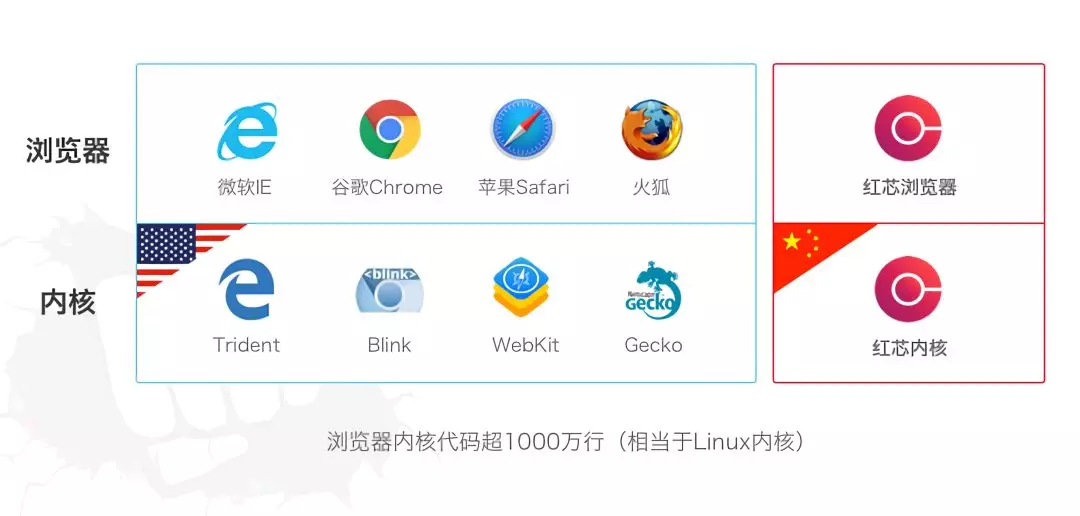 浏览器
微软IE 谷歌Chrome 苹果Safari 火狐 红芯浏览器
内核
<blink>
Netscape
Gecko
Trident Blink WebKit Gecko 红芯内核
浏览器内核代码超1000万行（相当于Linux内核）